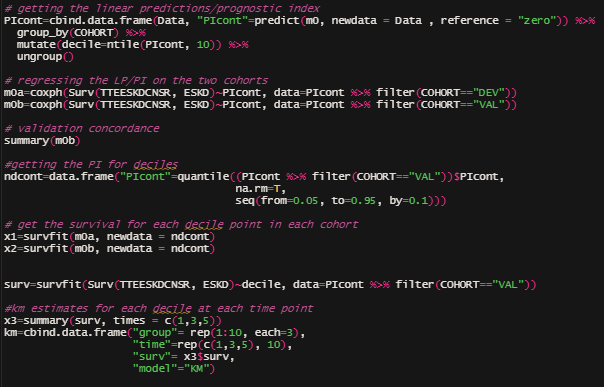 # getting the linear predictions/prognostic index
PIcont=cbind.data.frame(Data, "PIcont"=predict(m0, newdata = Data , reference = "zero")) %>%
group_by(COHORT) %>%
mutate(decile=ntile(PIcont, 10)) %>%
ungroup()
# regressing the LP/PI on the two cohorts
m0a=coxph(Surv(TTEESKDCNSR, ESKD)~PIcont, data=PIcont %>% filter(COHORT=="DEV"))
m0b=coxph(Surv(TTEESKDCNSR, ESKD)~PIcont, data=PIcont %>% filter(COHORT=="VAL"))
# validation concordance
summary(m0b)
#getting the PI for deciles
ndcont=data.frame("PIcont"=quantile((PIcont %>% filter(COHORT=="VAL"))$PIcont,
na.rm=T,
seq(from=0.05, to=0.95, by=0.1)))
# get the survival for each decile point in each cohort
x1=survfit(m0a, newdata = ndcont)
x2=survfit(m0b, newdata = ndcont)
surv=survfit(Surv(TTEESKDCNSR, ESKD)~decile, data=PIcont %>% filter(COHORT=="VAL"))
#km estimates for each decile at each time point
x3=summary(surv, times = c(1,3,5))
km=cbind.data.frame("group"= rep(1:10, each=3),
"time"=rep(c(1,3,5), 10),
"surv"= x3$surv,
"model"="KM")